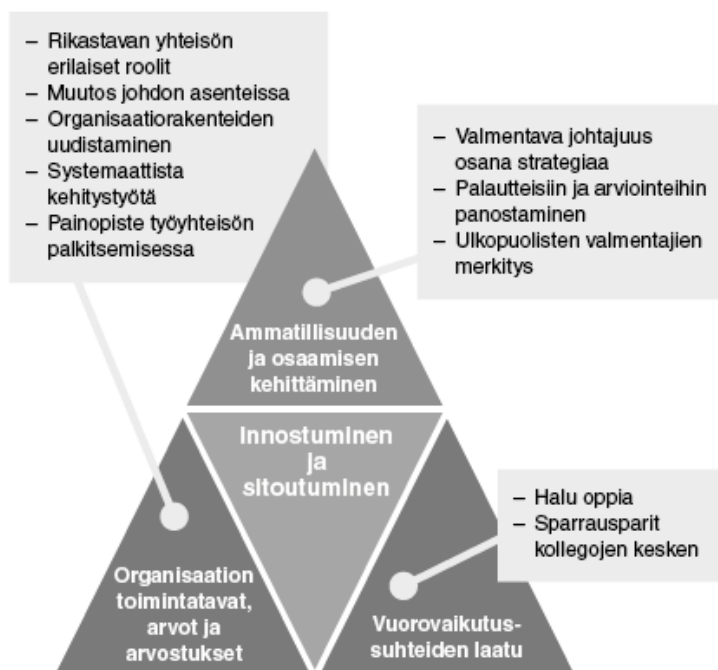 – Rikastavan yhteisön
erilaiset roolit
– Muutos johdon asenteissa
– Organisaatiorakenteiden
uudistaminen
– Systemaattista
kehitystyötä
– Painopiste työyhteisön
palkitsemisessa
– Valmentava johtajuus
osana strategiaa
– Palautteisiin ja arviointeihin
panostaminen
– Ulkopuolisten valmentajien
merkitys
Ammatillisuuden
ja osaamisen
kehittäminen
Innostuminen
ja
sitoutuminen
– Halu oppia
– Sparrausparit
kollegojen kesken
Organisaation
toimintatavat,
arvot ja
arvostukset
Vuorovaikutus-
suhteiden laatu